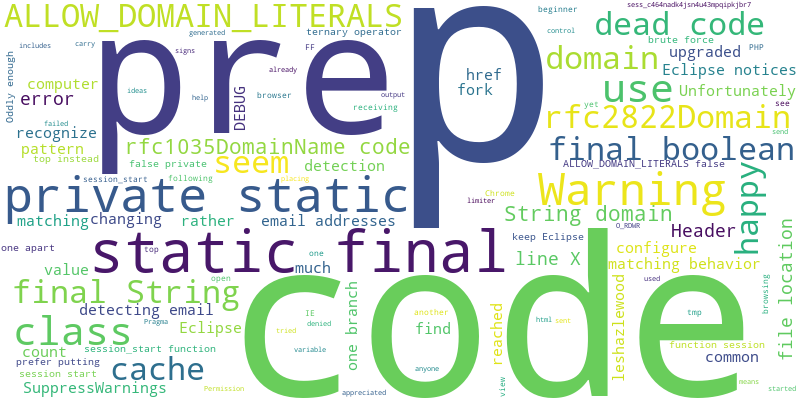 ALLOW_DOMAIN_LITERALS
prep
code
private static
static final
Warning
use
dead code
domain
rfc2822Domain
final boolean
final String
class
cache
happy
seem
rfc1035DomainName code
String domain
Header
line X
file location
error
DEBUG
computer
recognize
pattern
href
fork
upgraded
Eclipse notices
Unfortunately
brute force
PHP
sess_c464nadk4jsn4u43mpqipkjbr7
beginner
control
ternary operator
generated
FF
already
signs
carry
includes
Oddly enough
failed
ideas
help
browser
output
receiving
yet
see
send
top instead
false private
detection
session_start
following
placing
ALLOW_DOMAIN_LITERALS false
Chrome
limiter
O_RDWR
matching
changing
rather
email addresses
keep Eclipse
configure
matching behavior
one apart
top
one
much
value
open
detecting email
Eclipse
Pragma
tried
IE
denied
variable
one branch
another
find
anyone
appreciated
reached
view
html
sent
leshazlewood
used
tmp
function session
common
means
browsing
started
count
session_start function
prefer putting
session start
SuppressWarnings
Permission